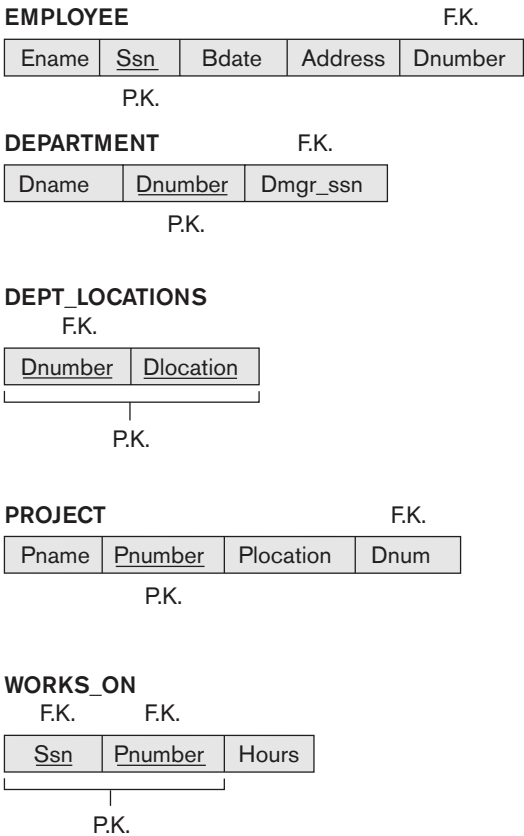 EMPLOYEE F.K.
Ename Ssn Bdate Address Dnumber
P.K.
DEPARTMENT F.K.
Dname Dnumber Dmgr_ssn
P.K.
DEPT_LOCATIONS
F.K.
Dnumber Dlocation
P.K.
PROJECT F.K.
Pname Pnumber Plocation Dnum
P.K.
WORKS_ON
F.K. F.K.
Ssn Pnumber Hours
P.K.